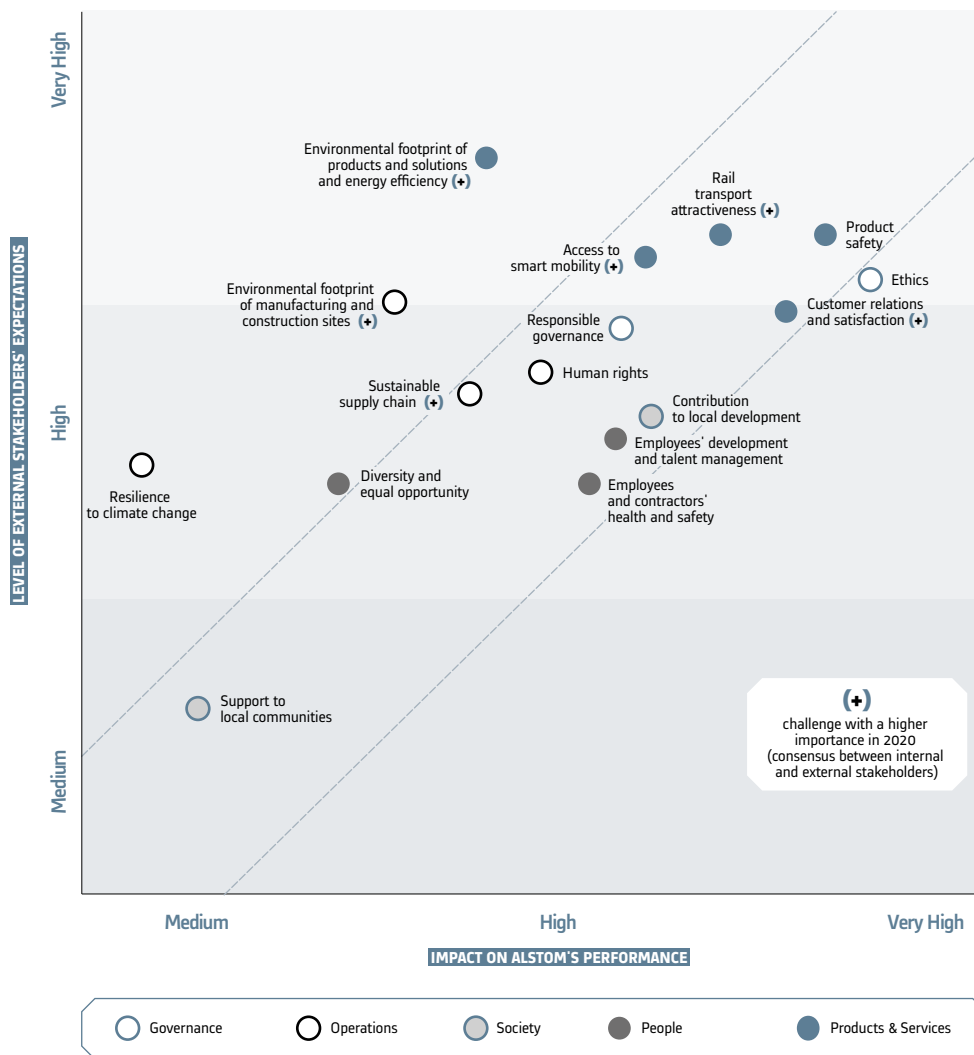 Very High
High
Medium
LEVEL OF EXTERNAL STAKEHOLDERS' EXPECTATIONS
Environmental footprint of
products and solutions
and energy efficiency (+)
Rail
transport
attractiveness (+)
Product
safety
Access to
smart mobility (+)
Ethics
Environmental footprint
of manufacturing and
construction sites (+)
Customer relations
and satisfaction (+)
Responsible
governance
Human rights
Sustainable
supply chain (+)
Contribution
to local development
Employees' development
and talent management
Diversity and
equal opportunity
Employees
and contractors'
health and safety
Resilience
to climate change
Support to
local communities
(+)
challenge with a higher
importance in 2020
(consensus between internal
and external stakeholders)
Medium
High
Very High
IMPACT ON ALSTOM'S PERFORMANCE
Governance
Operations
Society
People
Products & Services